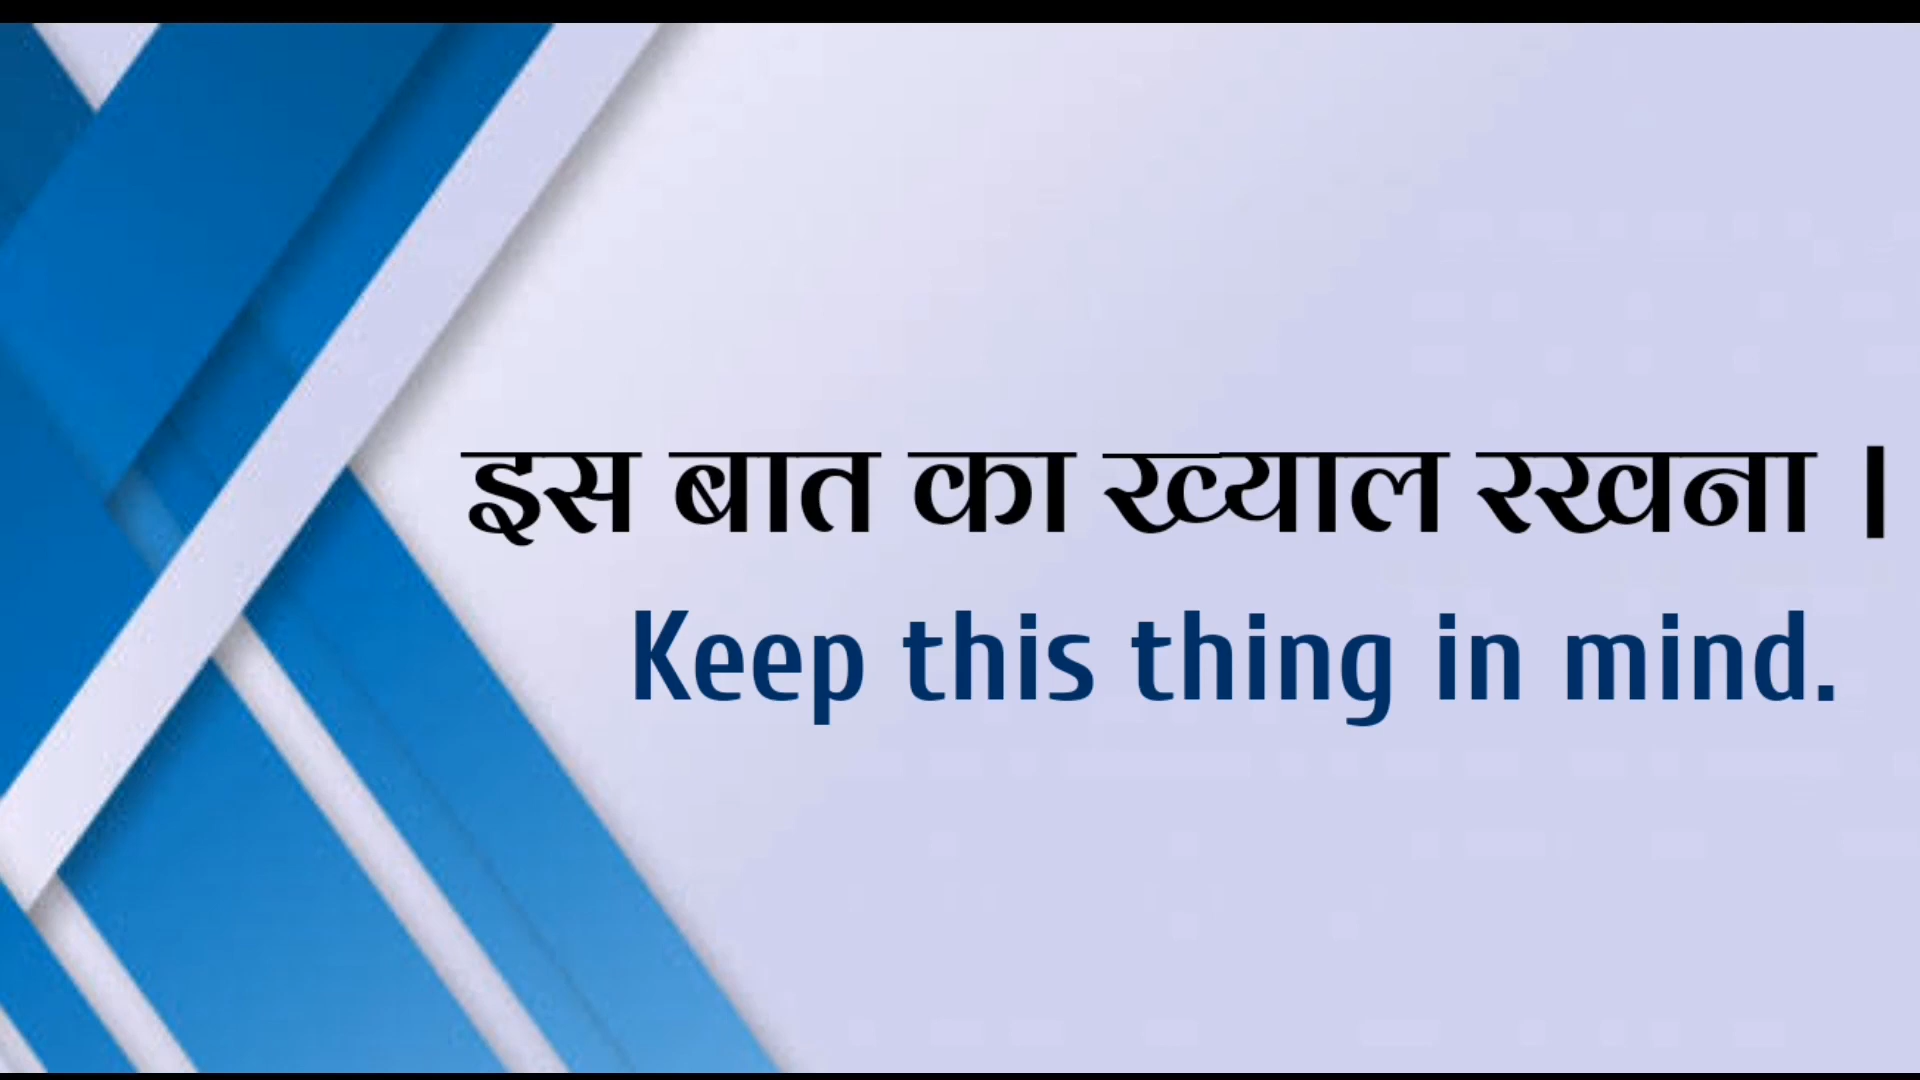 इस बात का ख्याल रखना ।
Keep this thing in mind.